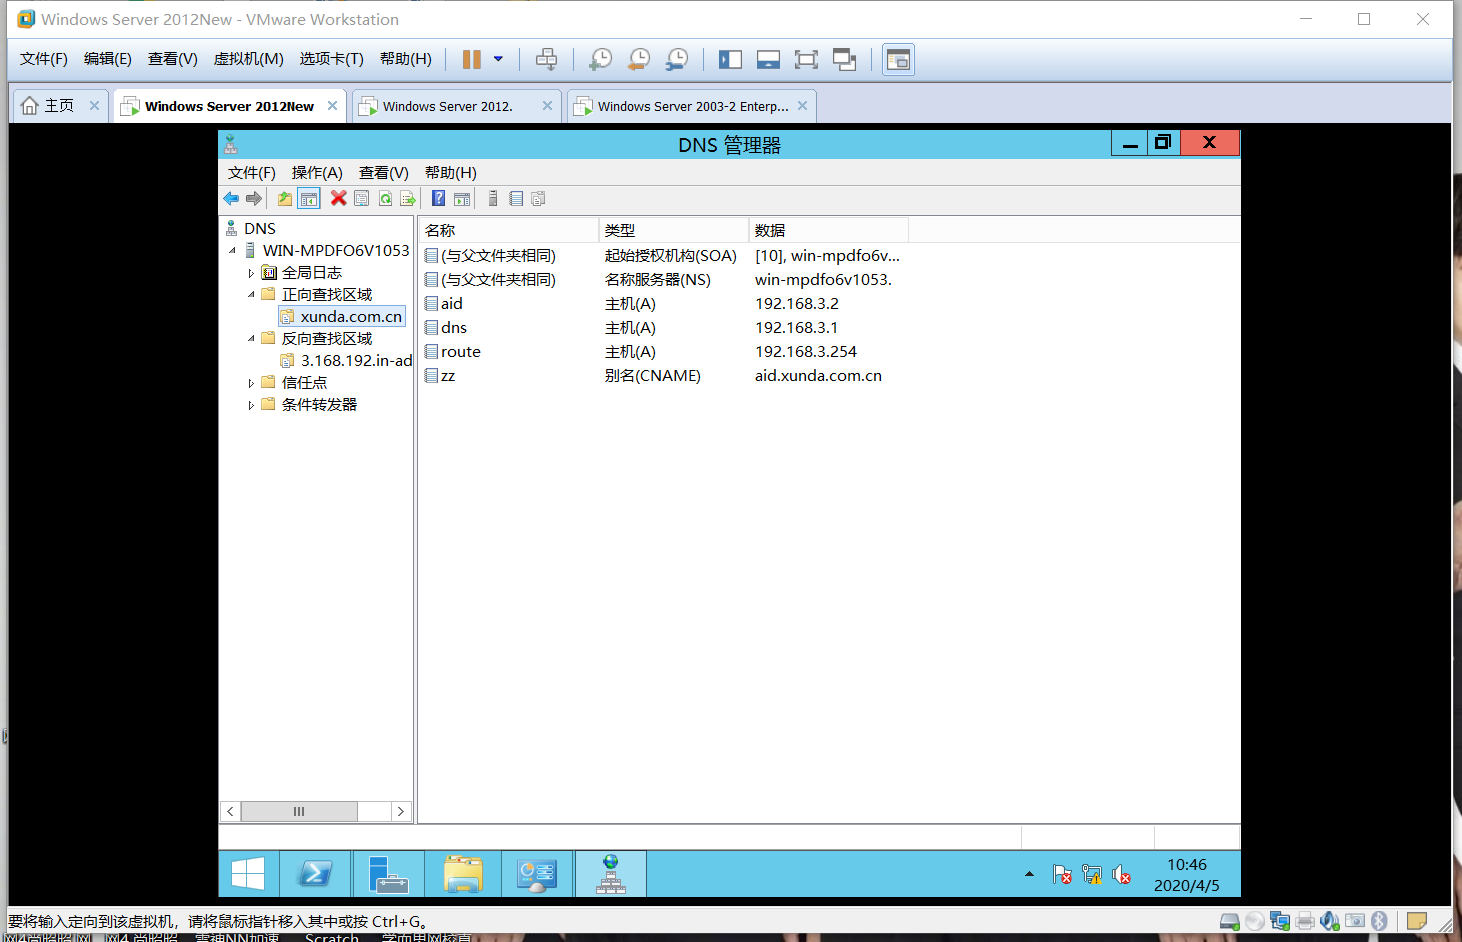 Windows Server 2012New - VMware Workstation
文件(F) 编辑(E) 查看(V) 虚拟机(M) 选项卡(T) 帮助(H)
主页 Windows Server 2012New Windows Server 2012. Windows Server 2003-2 Enterp...
DNS 管理器
文件(F) 操作(A) 查看(V) 帮助(H)
DNS
WIN-MPDFO6V1053
全局日志
正向查找区域
xunda.com.cn
反向查找区域
3.168.192.in-ad
信任点
条件转发器
名称 类型 数据
(与父文件夹相同) 起始授权机构(SOA) [10], win-mpdfo6v...
(与父文件夹相同) 名称服务器(NS) win-mpdfo6v1053.
aid 主机(A) 192.168.3.2
dns 主机(A) 192.168.3.1
route 主机(A) 192.168.3.254
zz 别名(CNAME) aid.xunda.com.cn
10:46
2020/4/5
要将输入定向到该虚拟机，请将鼠标指针移入其中或按 Ctrl+G。
Scratch